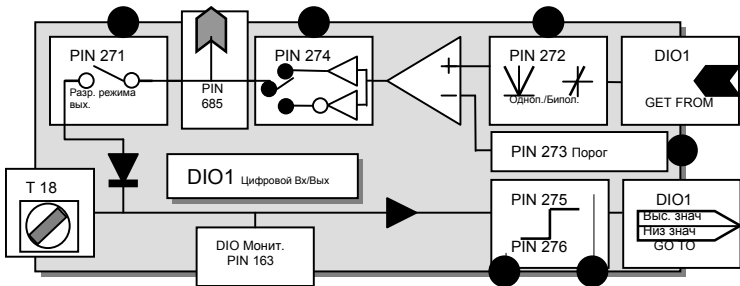 PIN 271
Разр. режима
вых.
PIN
685
PIN 274
+
−
PIN 272
Одноп./Бипол.
DIO1
GET FROM
PIN 273 Порог
DIO1 Цифровой Вх/Вых
T 18
DIO Монит.
PIN 163
PIN 275
PIN 276
DIO1
Выс. знач
Низ знач
GO TO